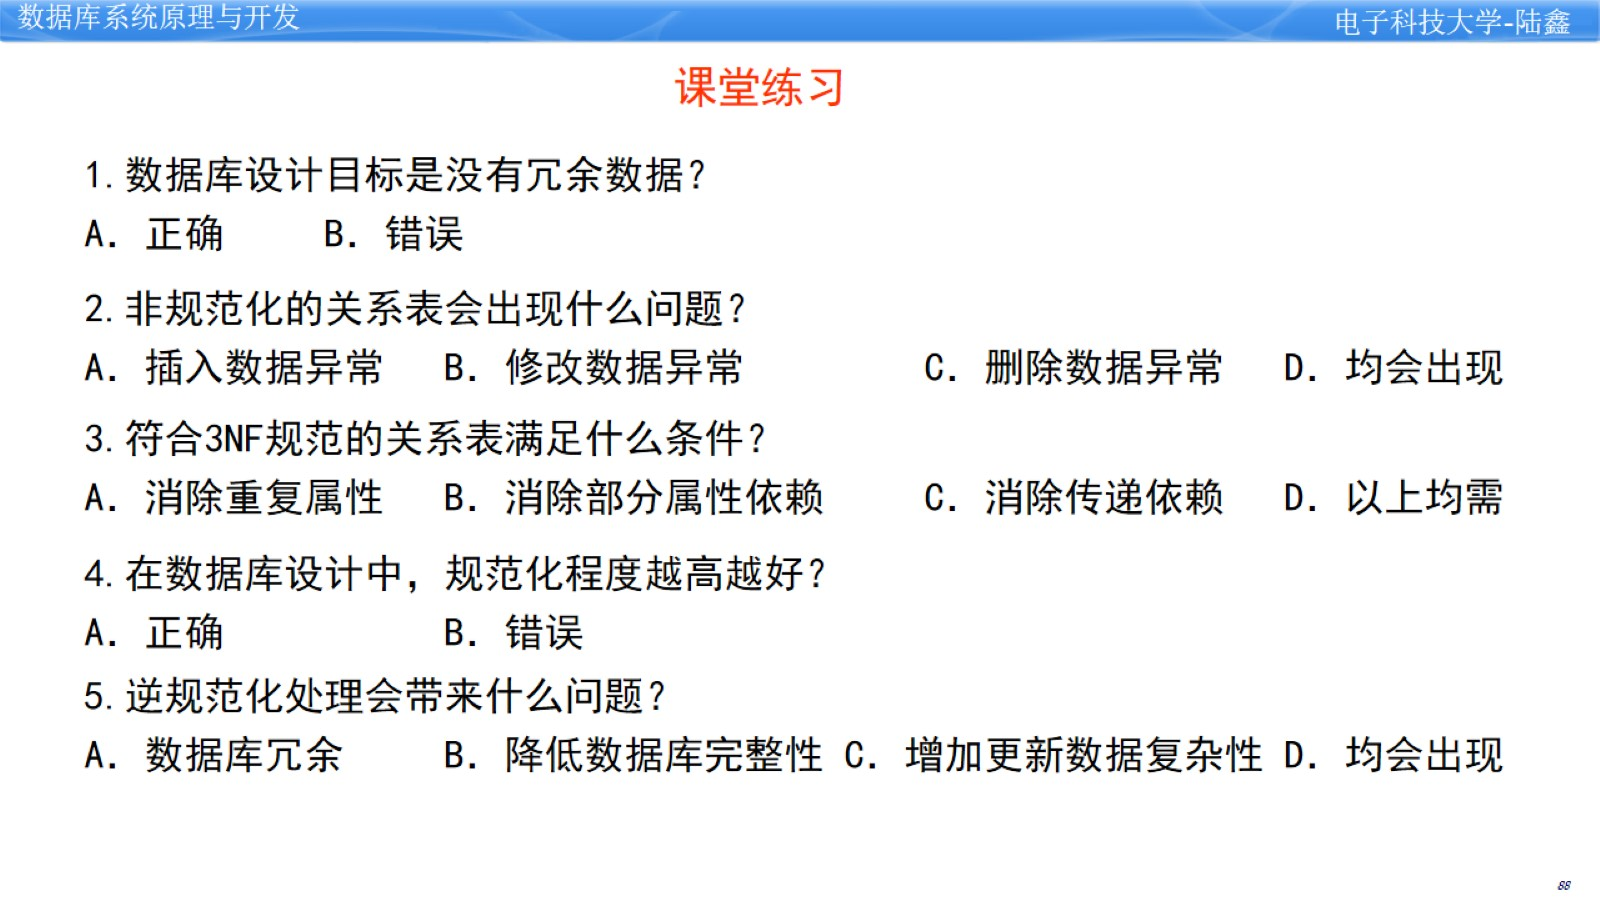 数据库系统原理与开发
电子科技大学-陆鑫
课堂练习
1.数据库设计目标是没有冗余数据？
A. 正确 B. 错误
2.非规范化的关系表会出现什么问题？
A. 插入数据异常 B. 修改数据异常 C. 删除数据异常 D. 均会出现
3.符合3NF规范的关系表满足什么条件？
A. 消除重复属性 B. 消除部分属性依赖 C. 消除传递依赖 D. 以上均需
4.在数据库设计中，规范化程度越高越好？
A. 正确 B. 错误
5.逆规范化处理会带来什么问题？
A. 数据库冗余 B. 降低数据库完整性 C. 增加更新数据复杂性 D. 均会出现
88